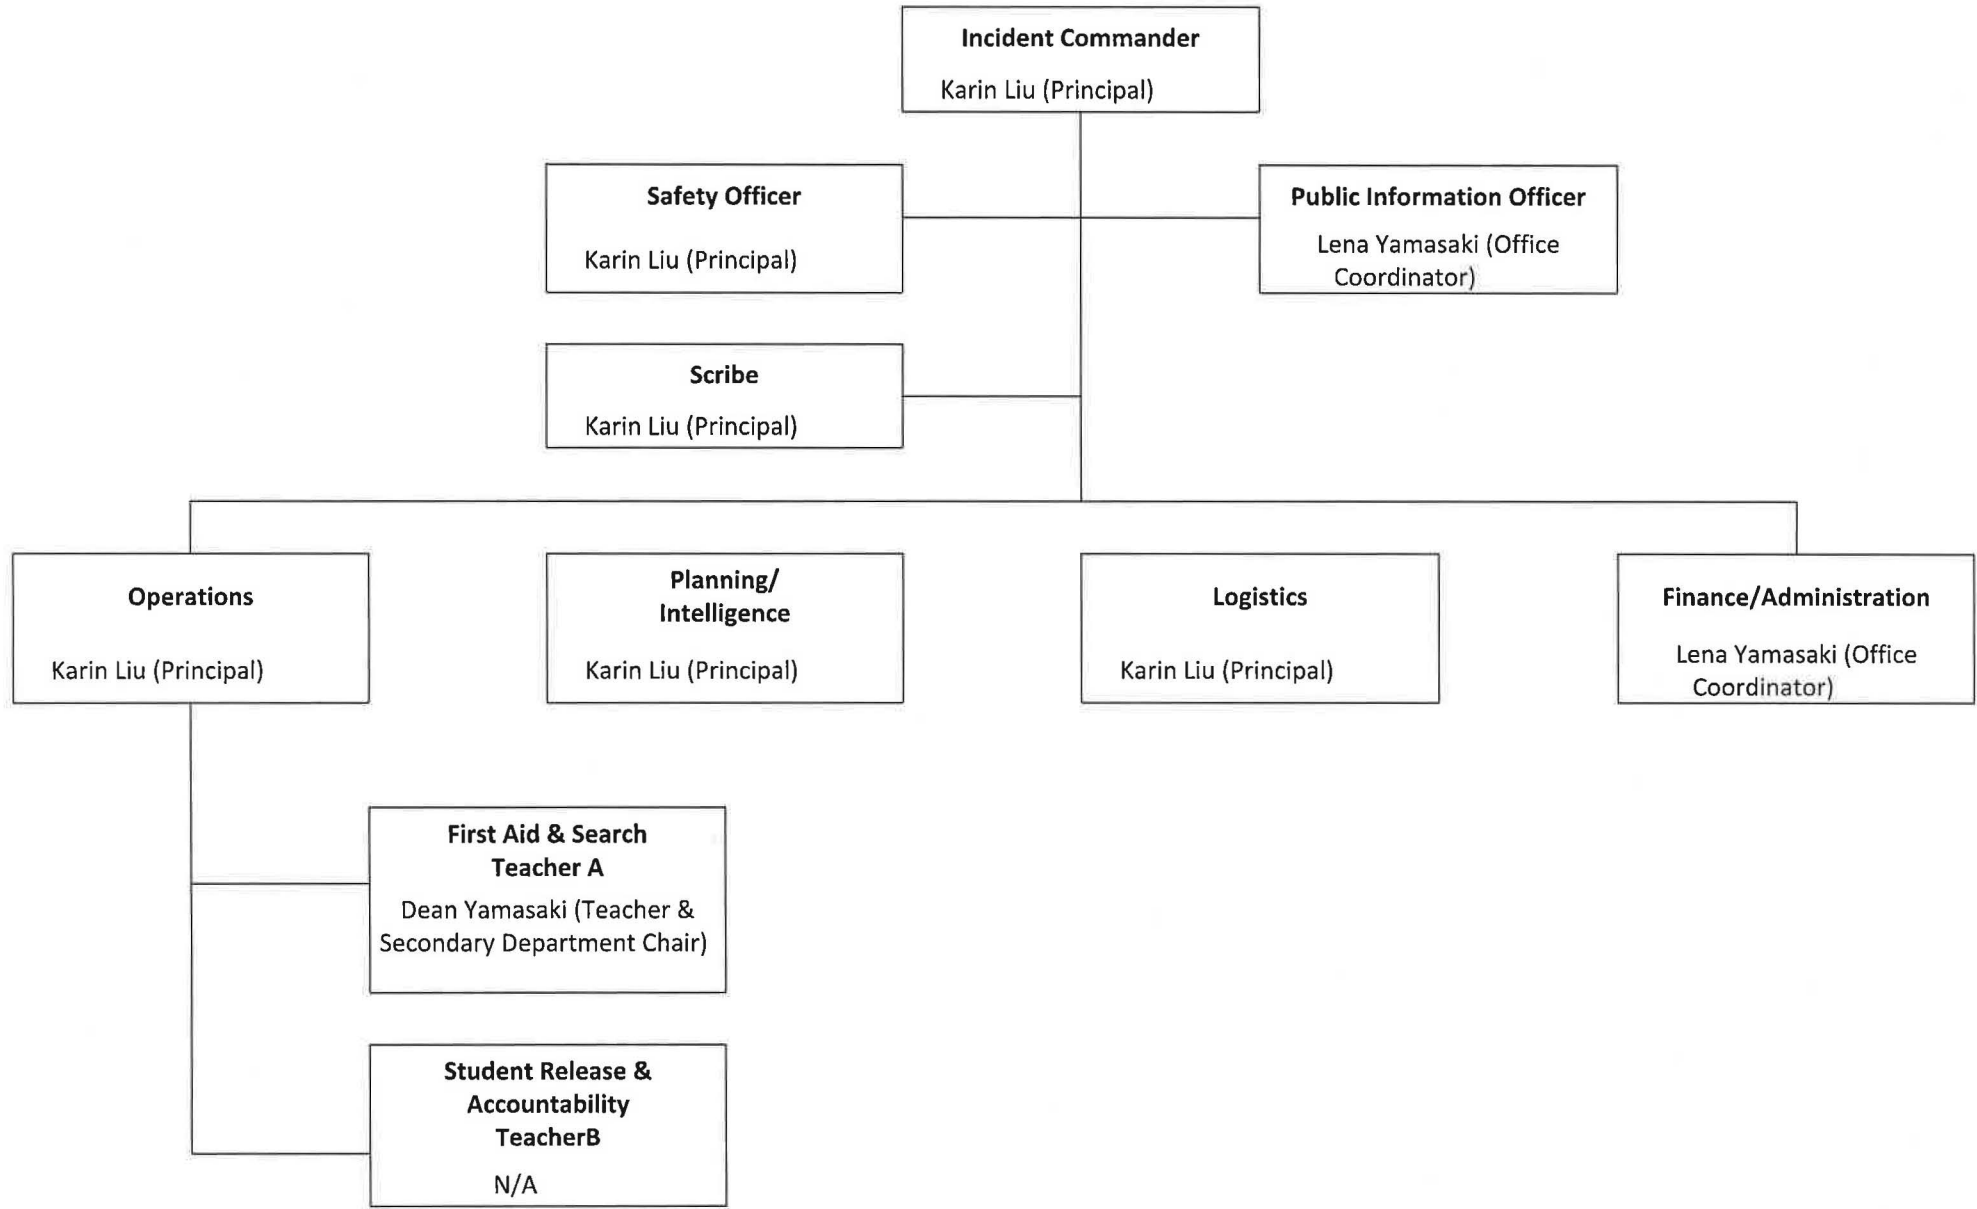 Incident Commander
Karin Liu (Principal)
Safety Officer
Karin Liu (Principal)
Public Information Officer
Lena Yamasaki (Office
Coordinator)
Scribe
Karin Liu (Principal)
Operations
Karin Liu (Principal)
Planning/
Intelligence
Karin Liu (Principal)
Logistics
Karin Liu (Principal)
Finance/Administration
Lena Yamasaki (Office
Coordinator)
First Aid & Search
Teacher A
Dean Yamasaki (Teacher &
Secondary Department Chair)
Student Release &
Accountability
TeacherB
N/A